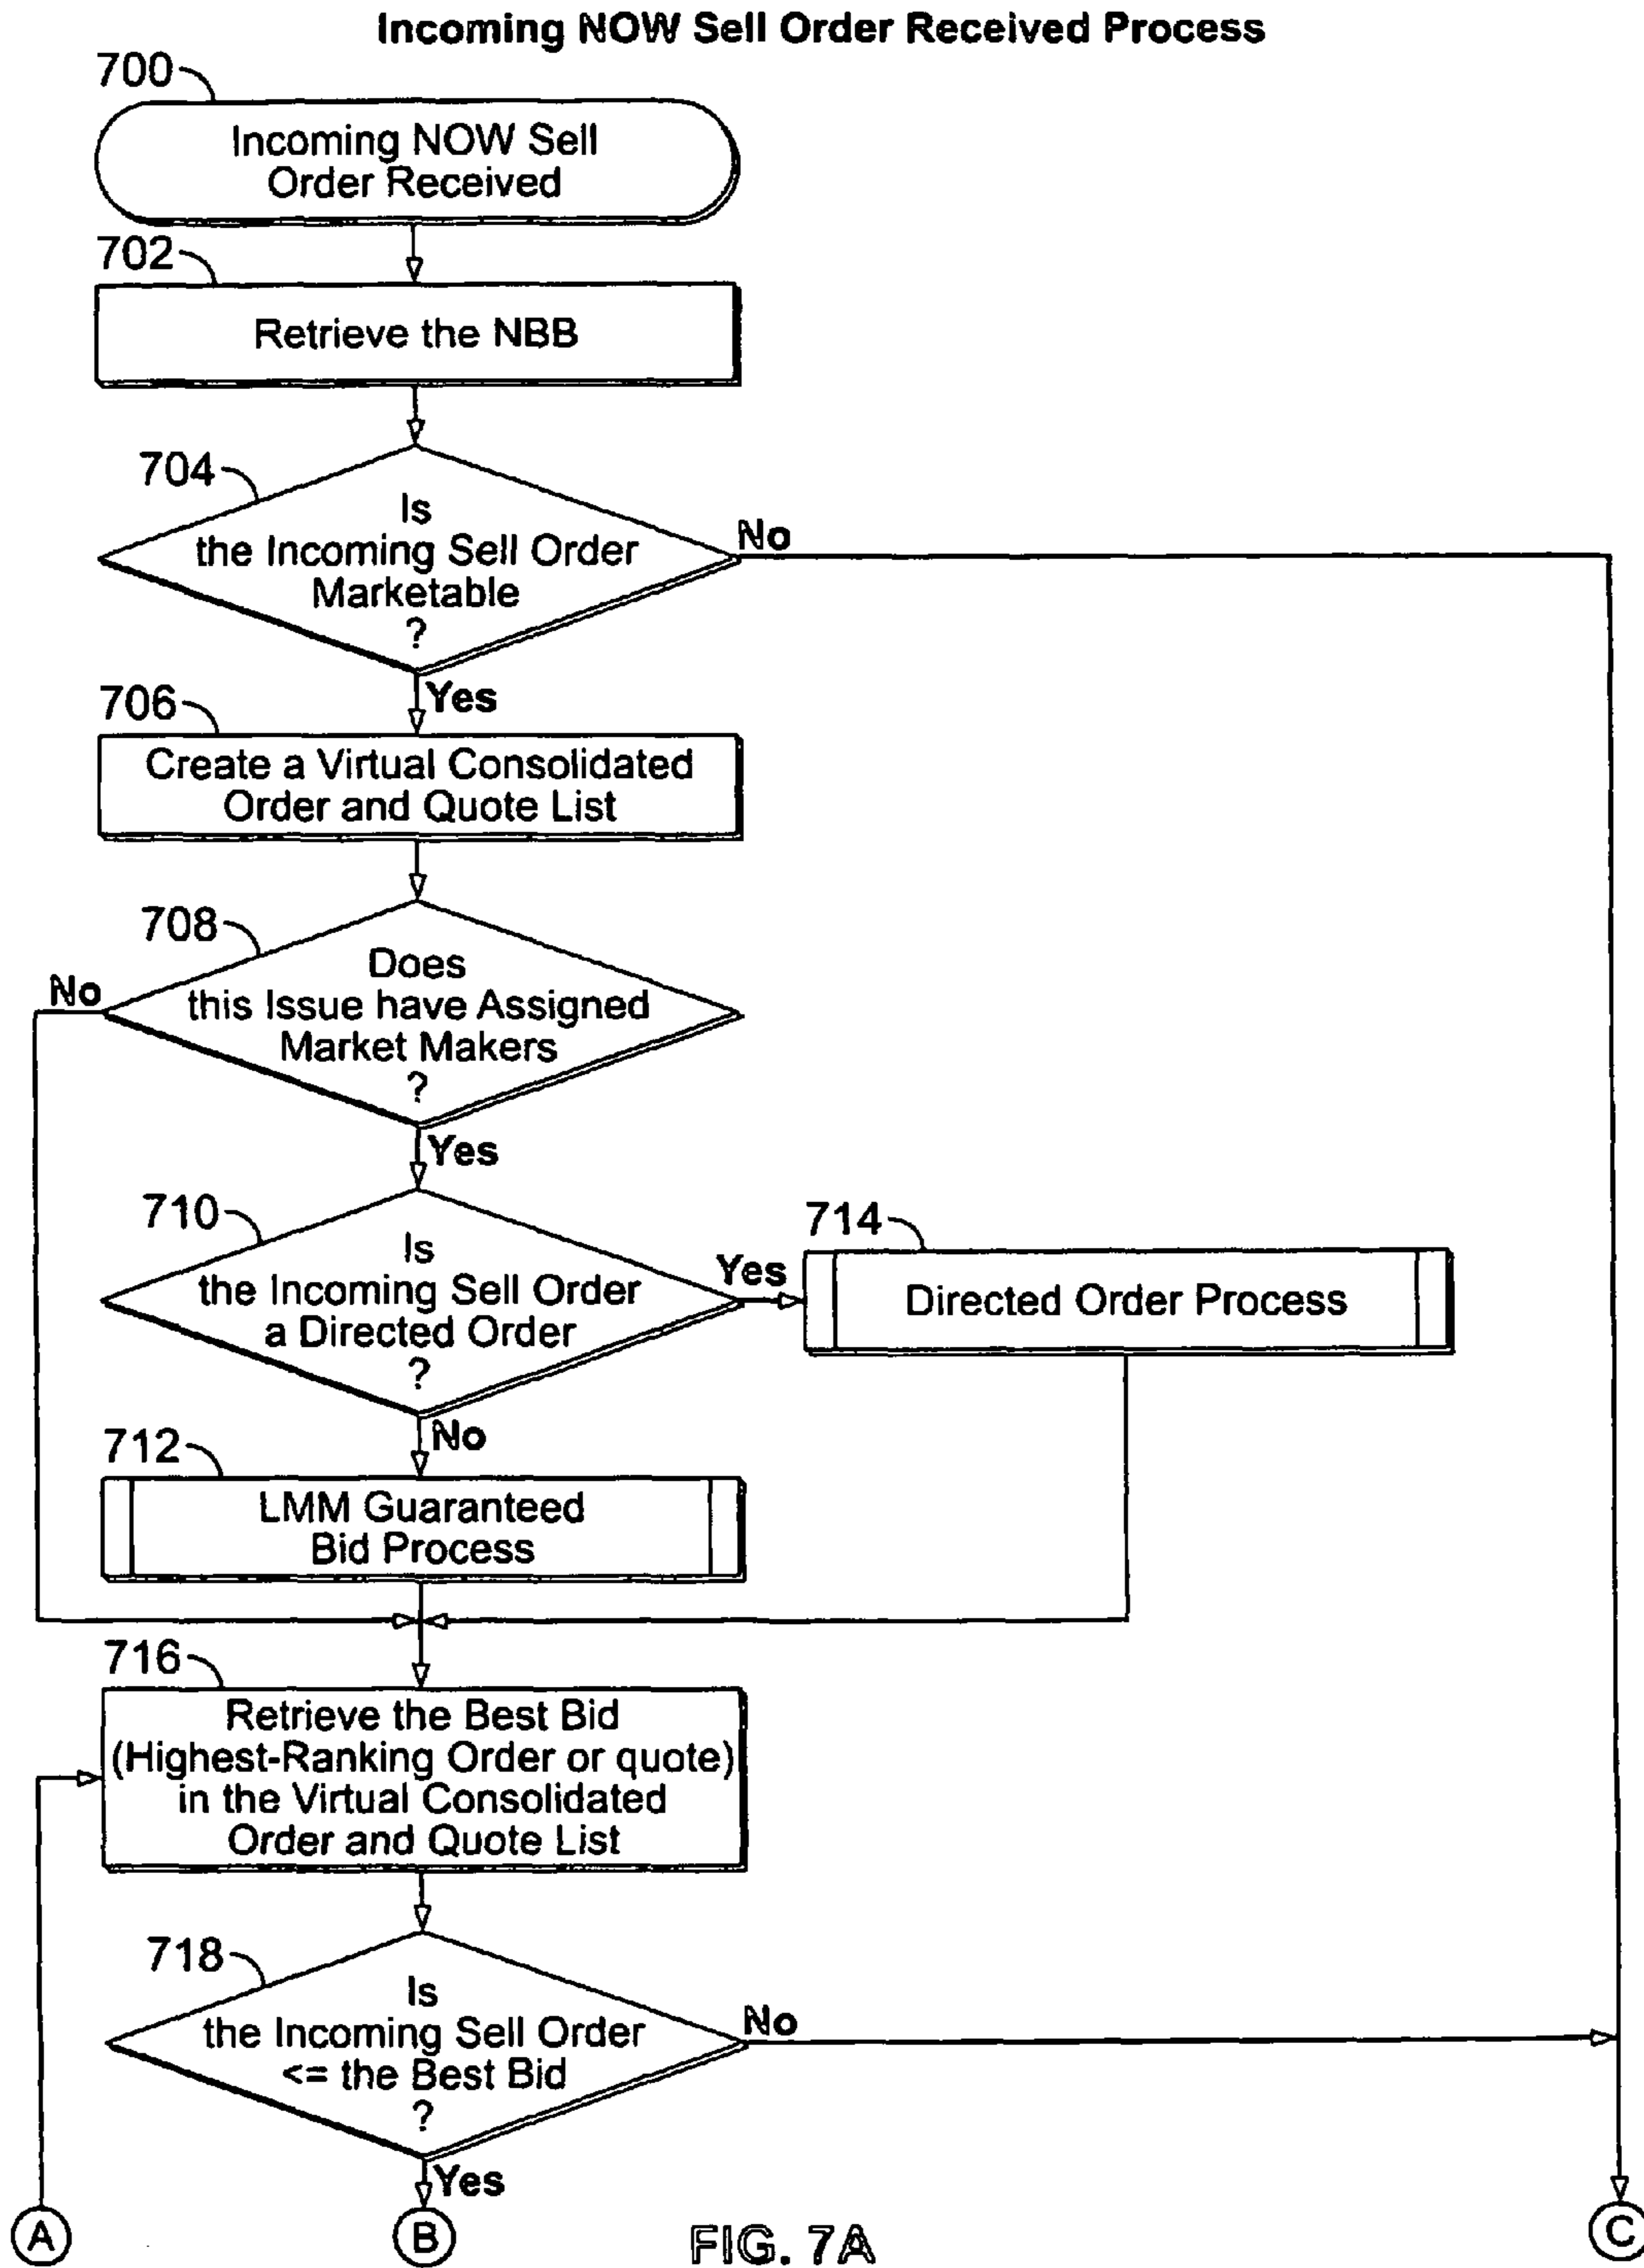 Incoming NOW Sell Order Received Process
700
Incoming NOW Sell
Order Received
702
Retrieve the NBB
704
Is
the Incoming Sell Order
Marketable
?
No
Yes
706
Create a Virtual Consolidated
Order and Quote List
708
Does
this Issue have Assigned
Market Makers
?
No
Yes
710
Is
the Incoming Sell Order
a Directed Order
?
Yes
714
Directed Order Process
No
712
LMM Guaranteed
Bid Process
716
Retrieve the Best Bid
(Highest-Ranking Order or quote)
in the Virtual Consolidated
Order and Quote List
718
Is
the Incoming Sell Order
<= the Best Bid
?
No
Yes
A
B
C
FIG. 7A